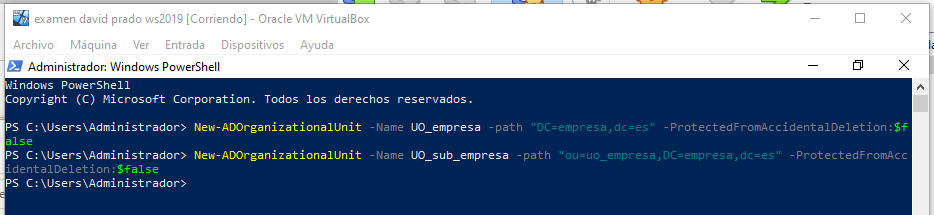 examen david prado ws2019 [Corriendo] - Oracle VM VirtualBox
Archivo Máquina Ver Entrada Dispositivos Ayuda
Administrador: Windows PowerShell
Windows PowerShell
Copyright (C) Microsoft Corporation. Todos los derechos reservados.
PS C:\Users\Administrador> New-ADOrganizationalUnit -Name UO_empresa -path "DC=empresa,dc=es" -ProtectedFromAccidentalDeletion:$f
alse
PS C:\Users\Administrador> New-ADOrganizationalUnit -Name UO_sub_empresa -path "ou=uo_empresa,DC=empresa,dc=es" -ProtectedFromAcc
identalDeletion:$false
PS C:\Users\Administrador>